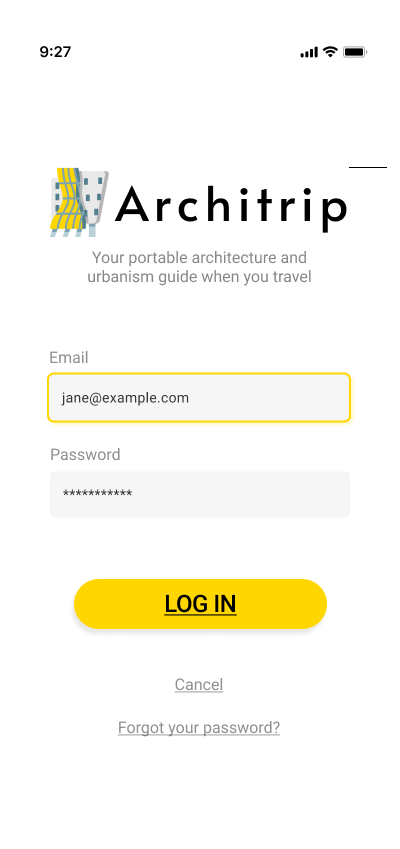 9:27
Architrip
Your portable architecture and
urbanism guide when you travel
Email
jane@example.com
Password
***********
LOG IN
Cancel
Forgot your password?